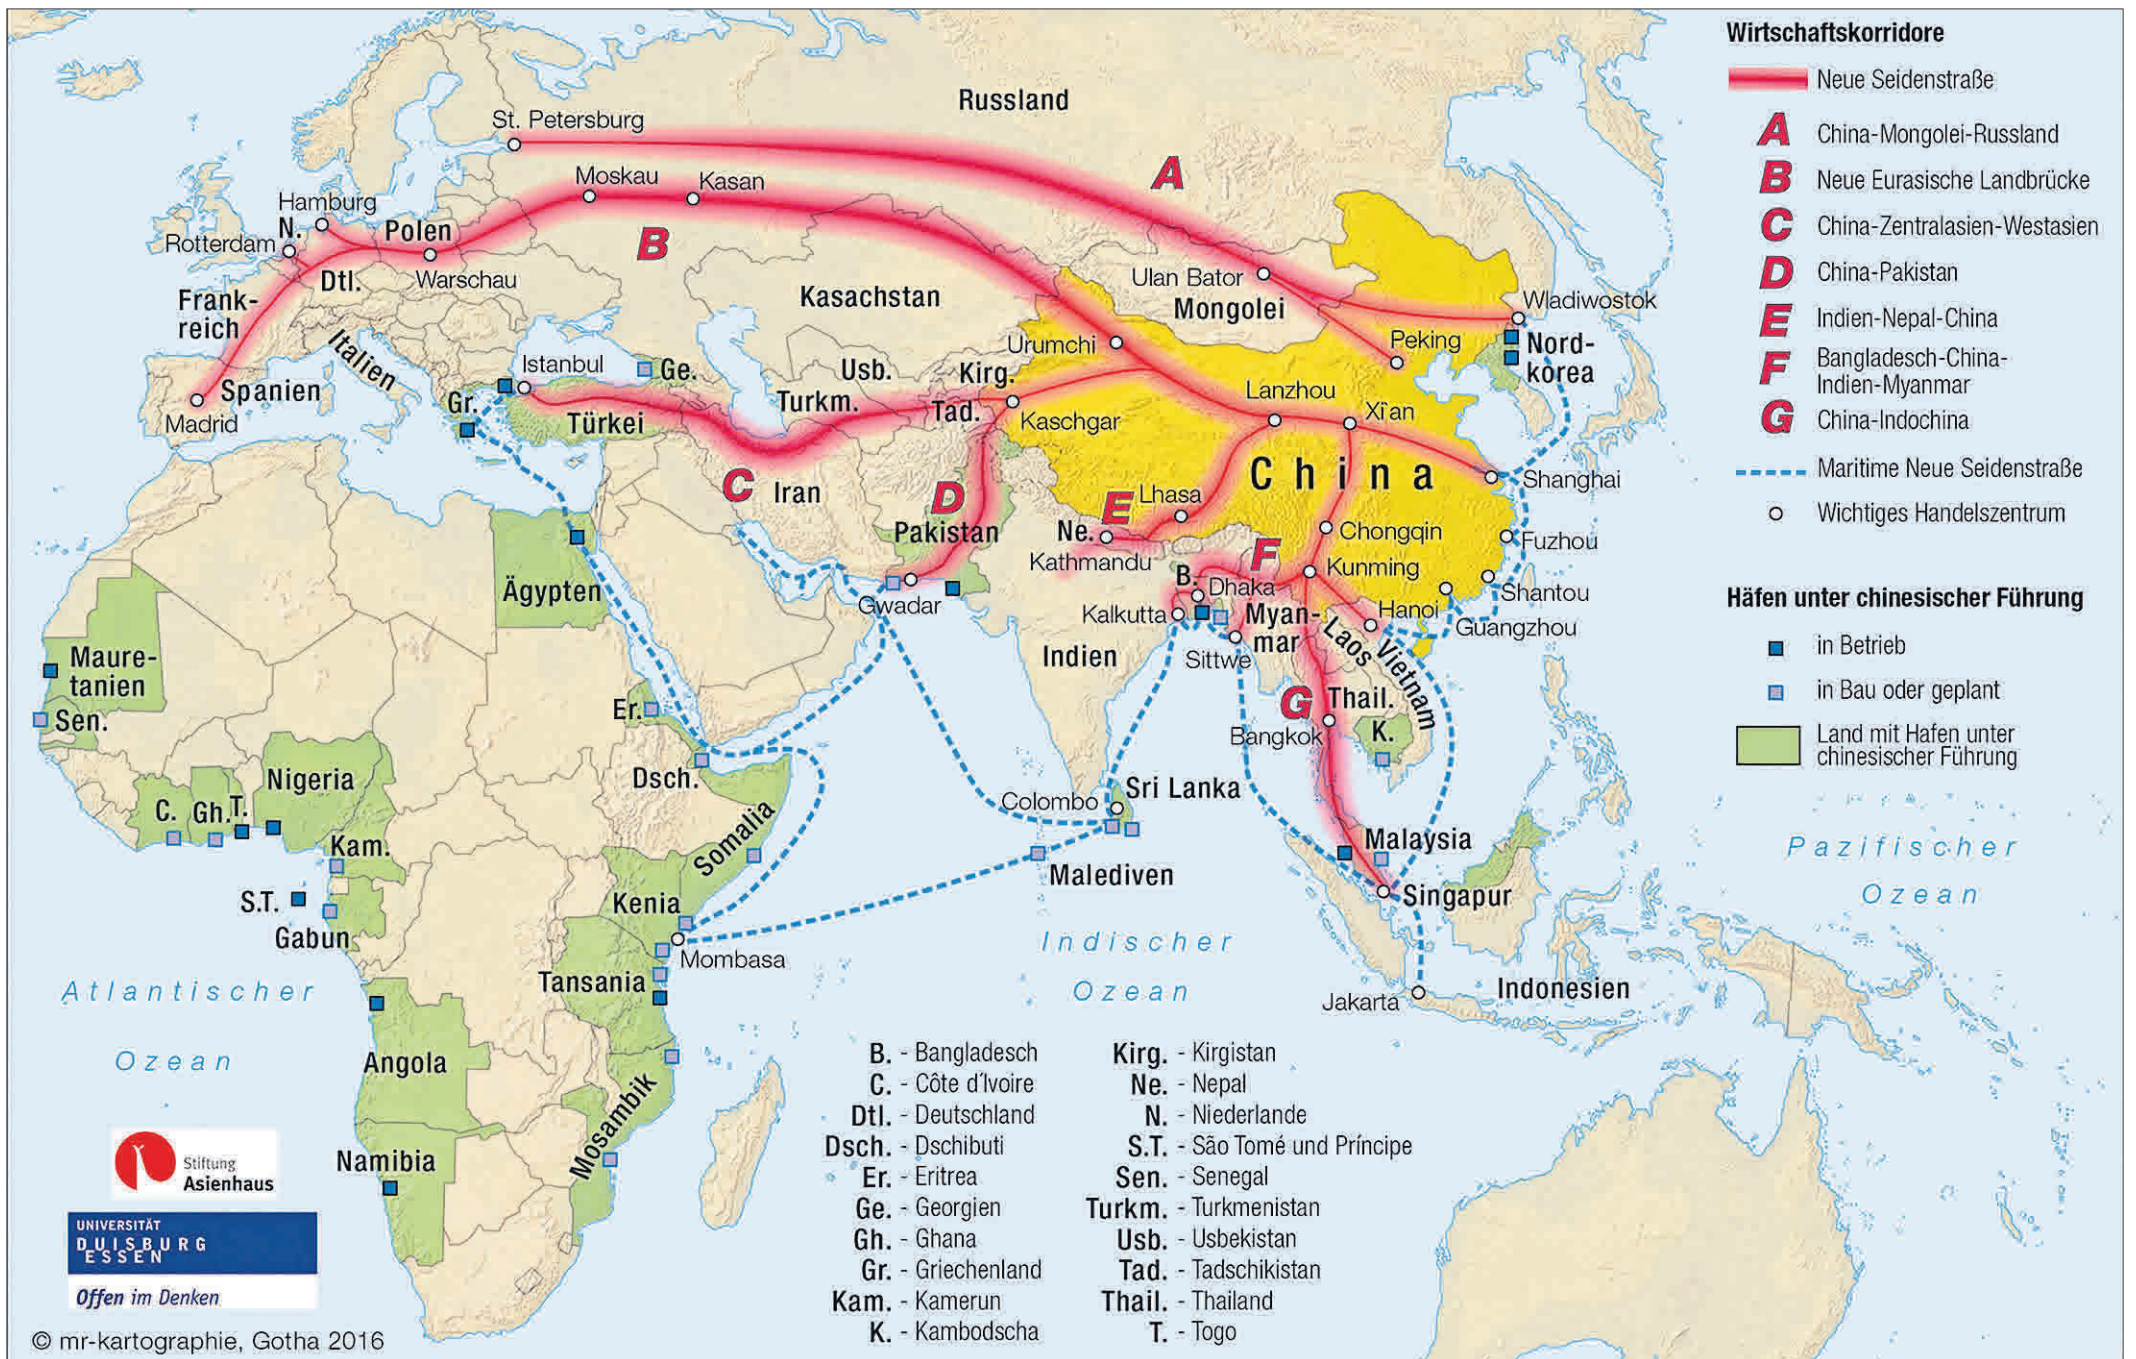 Wirtschaftskorridore
Neue Seidenstraße
A China-Mongolei-Russland
B Neue Eurasische Landbrücke
C China-Zentralasien-Westasien
D China-Pakistan
E Indien-Nepal-China
F Bangladesch-China-
Indien-Myanmar
G China-Indochina
Maritime Neue Seidenstraße
Wichtiges Handelszentrum
Häfen unter chinesischer Führung
in Betrieb
in Bau oder geplant
Land mit Hafen unter
chinesischer Führung
Russland
St. Petersburg
A
Moskau
Kasan
Hamburg
N.
Polen
Rotterdam
B
Dtl.
Warschau
Frank-
reich
Kasachstan
Ulan Bator
Mongolei
Wladiwostok
Italien
Urumchi
Peking
Nord-
korea
Istanbul
Ge.
Usb.
Kirg.
Spanien
Madrid
Gr.
Türkei
Turkm.
Tad.
Kaschgar
Lanzhou
Xi'an
C
Iran
D
China
Shanghai
Pakistan
E
Lhasa
Ne.
Kathmandu
Chongqin
Fuzhou
F
Kunming
B.
Dhaka
Gwadar
Kalkutta
Myan-
mar
Hanoi
Shantou
Guangzhou
Ägypten
Indien
Sittwe
Laos
Vietnam
Maure-
tanien
Sen.
Er.
G
Thail.
Bangkok
K.
Dsch.
Nigeria
C.
Gh.
T.
Kam.
Somalia
Colombo
Sri Lanka
Malaysia
Malediven
Singapur
Pazifischer
Ozean
S.T.
Gabun
Kenia
Mombasa
Tansania
Indischer
Ozean
Jakarta
Indonesien
Atlantischer
Ozean
Angola
Mosambik
Namibia
B. - Bangladesch
C. - Côte d´Ivoire
Dtl. - Deutschland
Dsch. - Dschibuti
Er. - Eritrea
Ge. - Georgien
Gh. - Ghana
Gr. - Griechenland
Kam. - Kamerun
K. - Kambodscha
Kirg. - Kirgistan
Ne. - Nepal
N. - Niederlande
S.T. - São Tomé und Príncipe
Sen. - Senegal
Turkm. - Turkmenistan
Usb. - Usbekistan
Tad. - Tadschikistan
Thail. - Thailand
T. - Togo
Stiftung
Asienhaus
UNIVERSITÄT
DUISBURG
ESSEN
Offen im Denken
© mr-kartographie, Gotha 2016